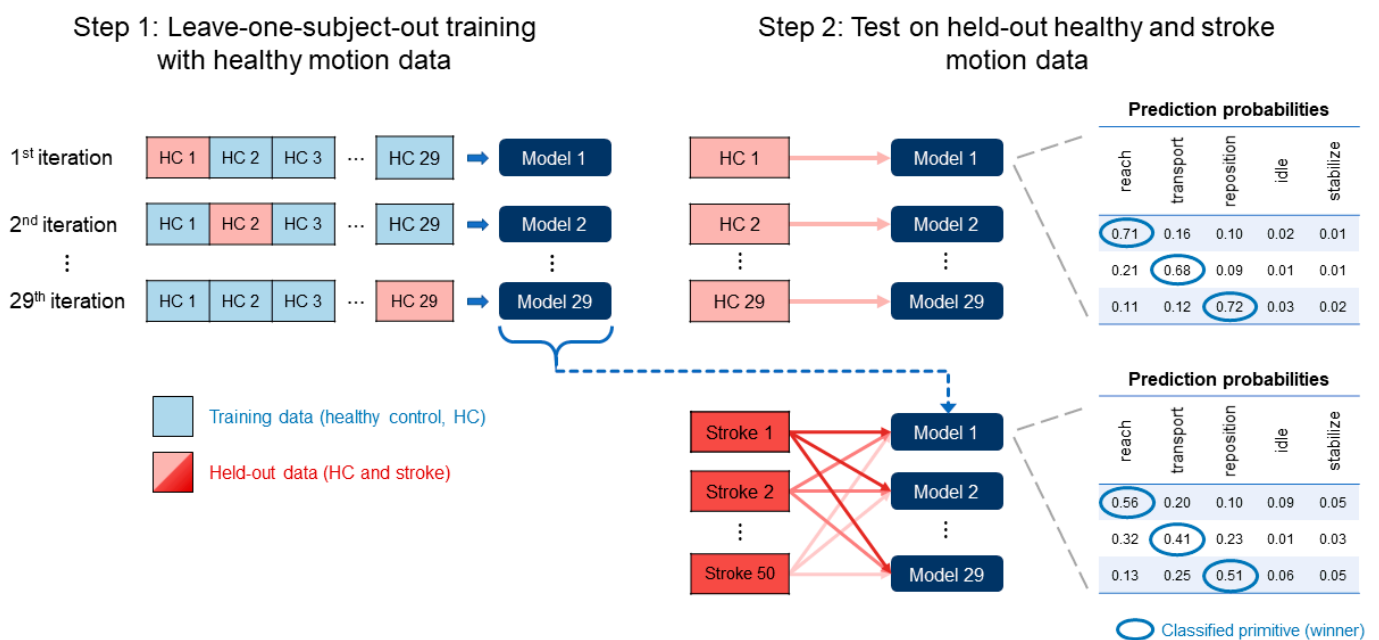 Step 1: Leave-one-subject-out training
with healthy motion data
1st iteration
HC 1
HC 2
HC 3
...
HC 29
Model 1
2nd iteration
HC 1
HC 2
HC 3
...
HC 29
Model 2
⋮
⋮
29th iteration
HC 1
HC 2
HC 3
...
HC 29
Model 29
Training data (healthy control, HC)
Held-out data (HC and stroke)
Step 2: Test on held-out healthy and stroke
motion data
HC 1
Model 1
HC 2
Model 2
⋮
⋮
HC 29
Model 29
Prediction probabilities
reach
transport
reposition
idle
stabilize
0.71 0.16 0.10 0.02 0.01
0.21 0.68 0.09 0.01 0.01
0.11 0.12 0.72 0.03 0.02
Stroke 1
Model 1
Stroke 2
Model 2
⋮
⋮
Stroke 50
Model 29
Prediction probabilities
reach
transport
reposition
idle
stabilize
0.56 0.20 0.10 0.09 0.05
0.32 0.41 0.23 0.01 0.03
0.13 0.25 0.51 0.06 0.05
Classified primitive (winner)